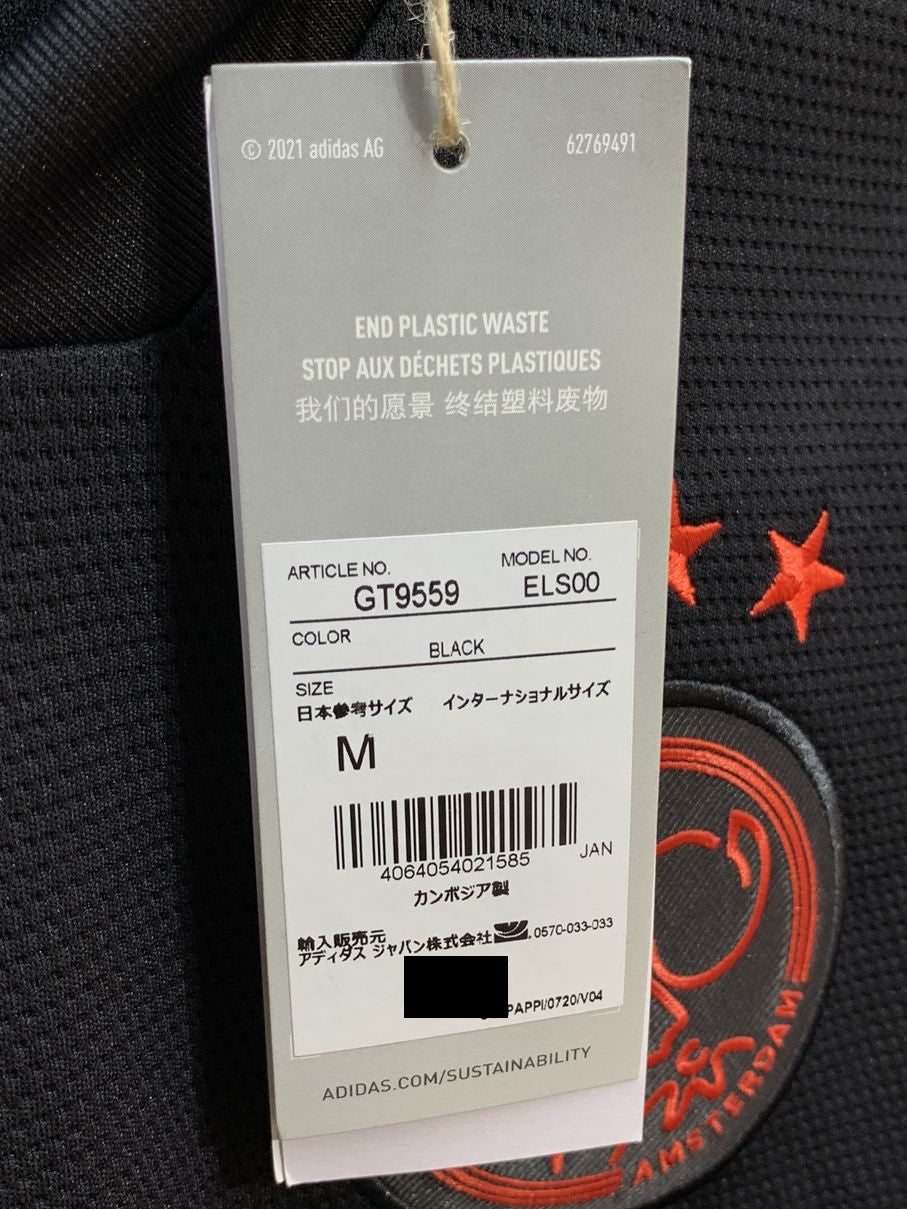 © 2021 adidas AG 62769491
END PLASTIC WASTE
STOP AUX DÉCHETS PLASTIQUES
我们的愿景 终结塑料废物
ARTICLE NO. MODEL NO.
GT9559 ELS00
COLOR
BLACK
SIZE
日本参考サイズ インターナショナルサイズ
M
4064054021585 JAN
カンボジア製
輸入販売元
アディダス ジャパン株式会社 0570-033-033
PAPPI/0720/V04
ADIDAS.COM/SUSTAINABILITY
AMSTERDAM